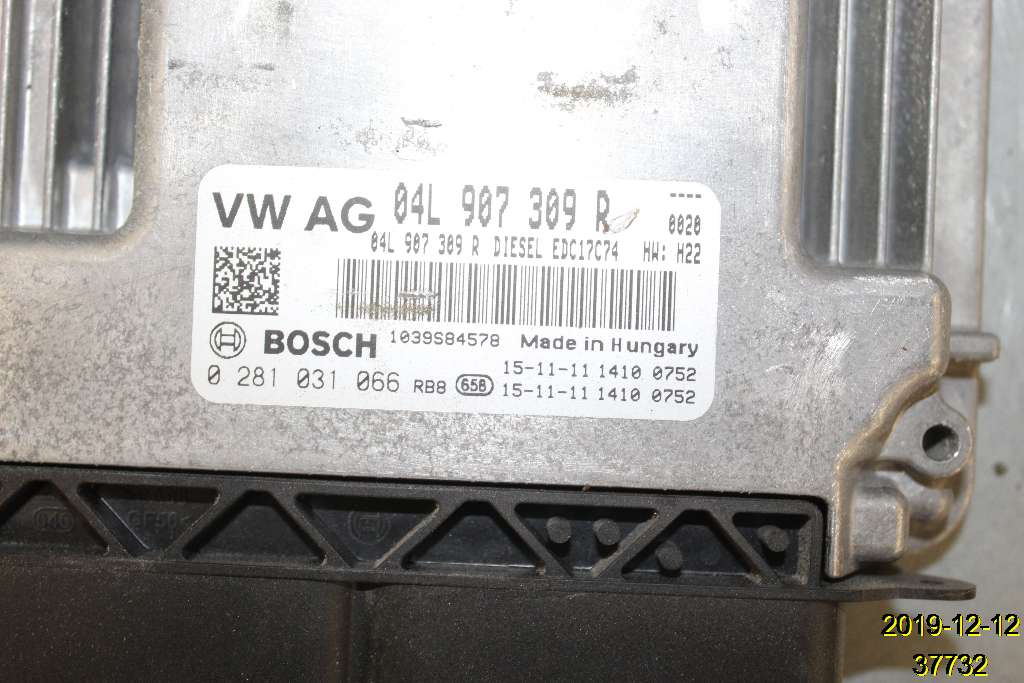 VW AG 04L 907 309 R ----
0020
04L 907 309 R DIESEL EDC17C74 HW: H22
BOSCH 1039S84578 Made in Hungary
0 281 031 066 RB8 658 15-11-11 1410 0752
15-11-11 1410 0752
2019-12-12
37732